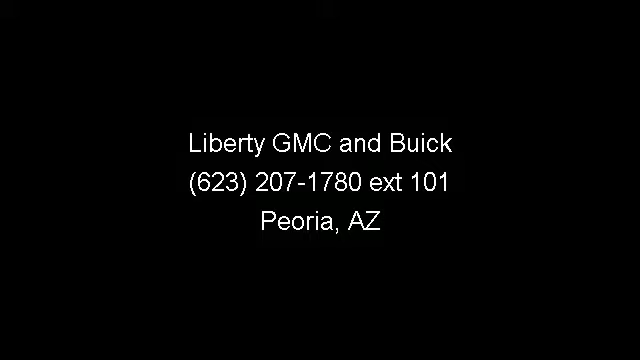 Liberty GMC and Buick
(623) 207-1780 ext 101
Peoria, AZ